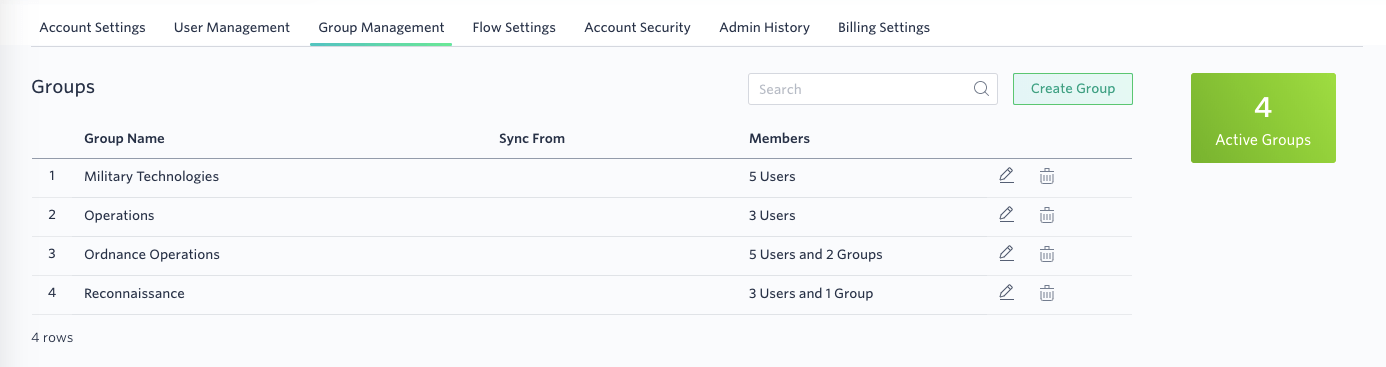 Account Settings User Management Group Management Flow Settings Account Security Admin History Billing Settings
Groups
Search
Create Group
4
Active Groups
Group Name Sync From Members
1 Military Technologies 5 Users
2 Operations 3 Users
3 Ordnance Operations 5 Users and 2 Groups
4 Reconnaissance 3 Users and 1 Group
4 rows